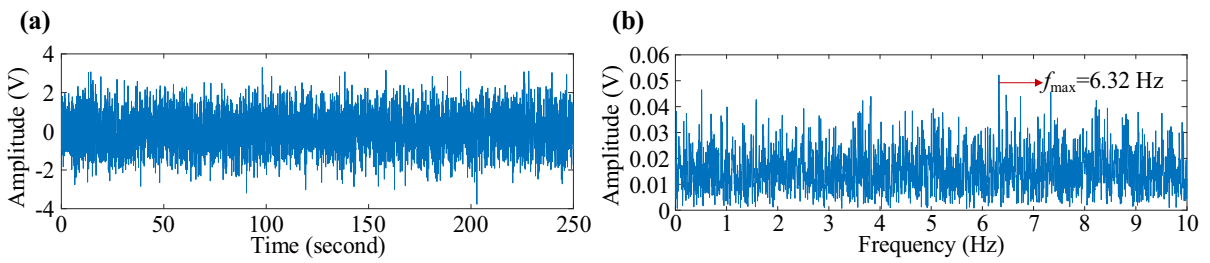 (a)
Amplitude (V)
4
2
0
-2
-4
0 50 100 150 200 250
Time (second)
(b)
Amplitude (V)
0.06
0.05
0.04
0.03
0.02
0.01
0
fmax=6.32 Hz
0 1 2 3 4 5 6 7 8 9 10
Frequency (Hz)